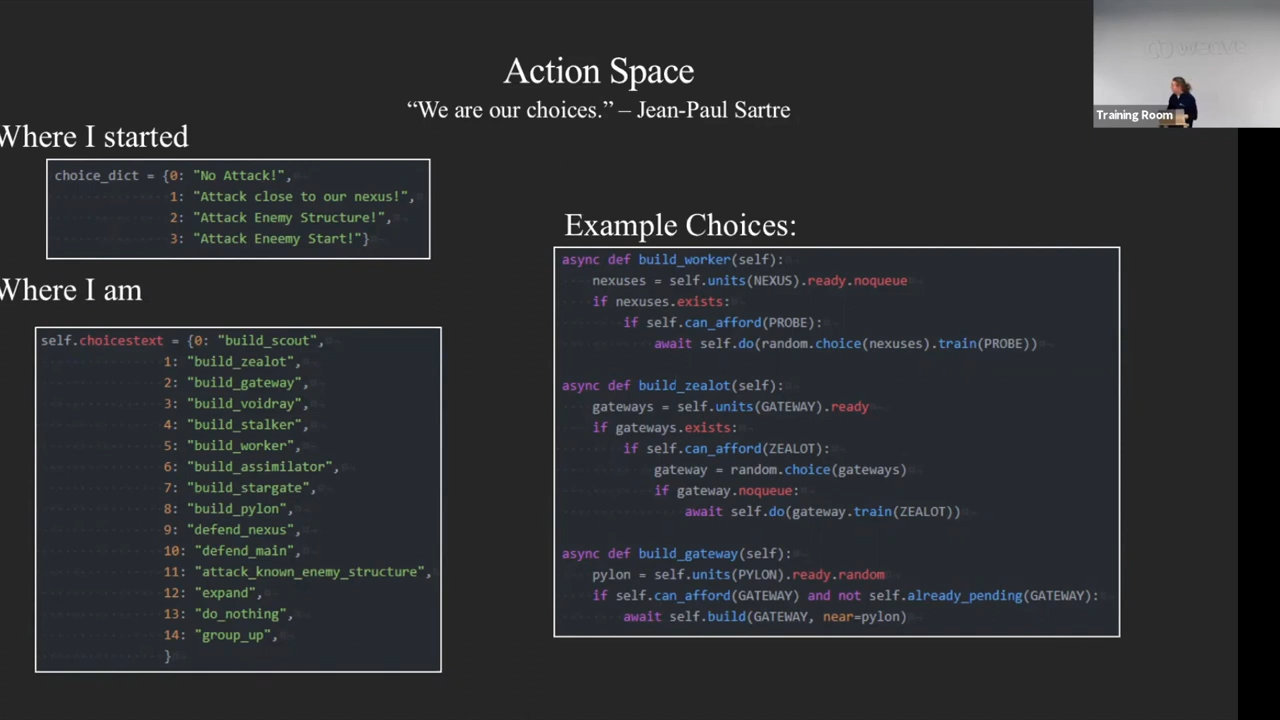 Action Space
“We are our choices.” – Jean-Paul Sartre
Training Room
Where I started
choice_dict = {0: "No Attack!",
1: "Attack close to our nexus!",
2: "Attack Enemy Structure!",
3: "Attack Eneemy Start!"}
Where I am
self.choicestext = {0: "build_scout",
1: "build_zealot",
2: "build_gateway",
3: "build_voidray",
4: "build_stalker",
5: "build_worker",
6: "build_assimilator",
7: "build_stargate",
8: "build_pylon",
9: "defend_nexus",
10: "defend_main",
11: "attack_known_enemy_structure",
12: "expand",
13: "do_nothing",
14: "group_up",
}
Example Choices:
async def build_worker(self):
nexuses = self.units(NEXUS).ready.noqueue
if nexuses.exists:
if self.can_afford(PROBE):
await self.do(random.choice(nexuses).train(PROBE))
async def build_zealot(self):
gateways = self.units(GATEWAY).ready
if gateways.exists:
if self.can_afford(ZEALOT):
gateway = random.choice(gateways)
if gateway.noqueue:
await self.do(gateway.train(ZEALOT))
async def build_gateway(self):
pylon = self.units(PYLON).ready.random
if self.can_afford(GATEWAY) and not self.already_pending(GATEWAY):
await self.build(GATEWAY, near=pylon)